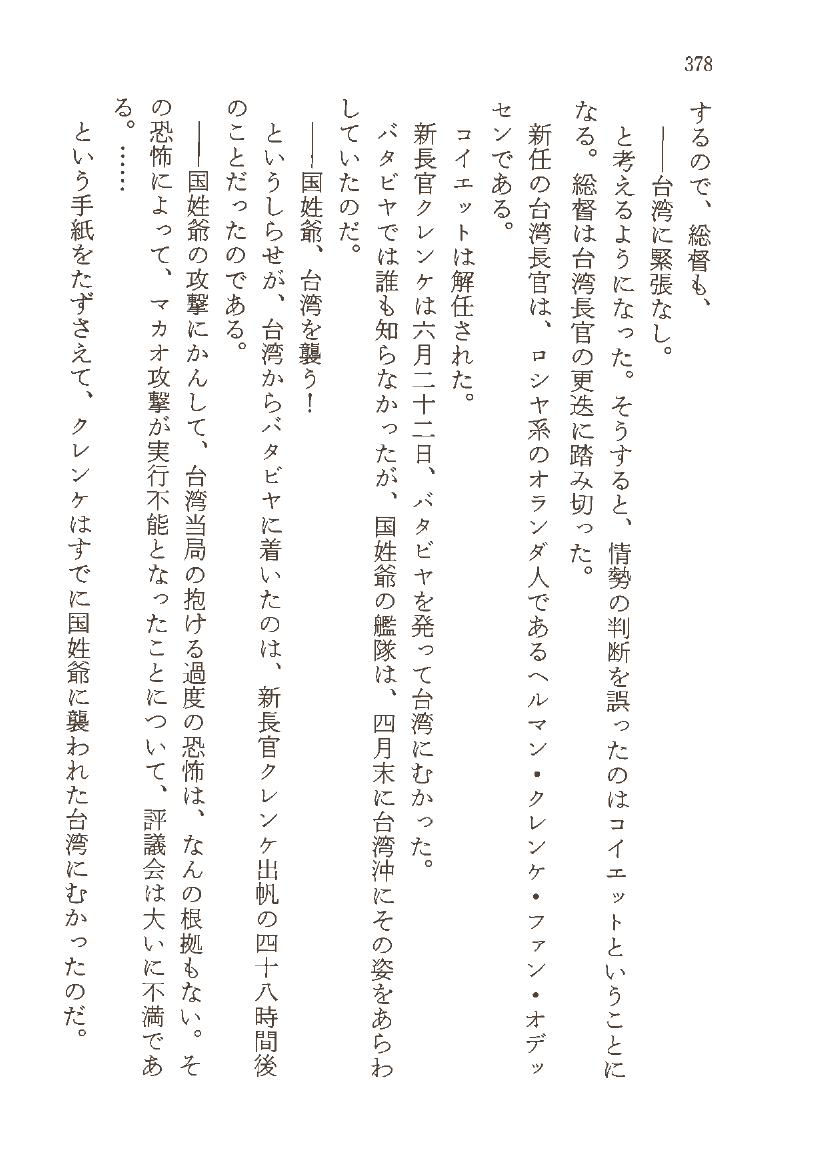 378
するので、総督も、
――台湾に緊張なし。
と考えるようになった。そうすると、情勢の判断を誤ったのはコイエットということに
なる。総督は台湾長官の更迭に踏み切った。
新任の台湾長官は、ロシヤ系のオランダ人であるヘルマン・クレンケ・ファン・オデッ
センである。
コイエットは解任された。
新長官クレンケは六月二十二日、バタビヤを発って台湾にむかった。
バタビヤでは誰も知らなかったが、国姓爺の艦隊は、四月末に台湾沖にその姿をあらわ
していたのだ。
――国姓爺、台湾を襲う！
というしらせが、台湾からバタビヤに着いたのは、新長官クレンケ出帆の四十八時間後
のことだったのである。
――国姓爺の攻撃にかんして、台湾当局の抱ける過度の恐怖は、なんの根拠もない。そ
の恐怖によって、マカオ攻撃が実行不能となったことについて、評議会は大いに不満であ
る。……
という手紙をたずさえて、クレンケはすでに国姓爺に襲われた台湾にむかったのだ。